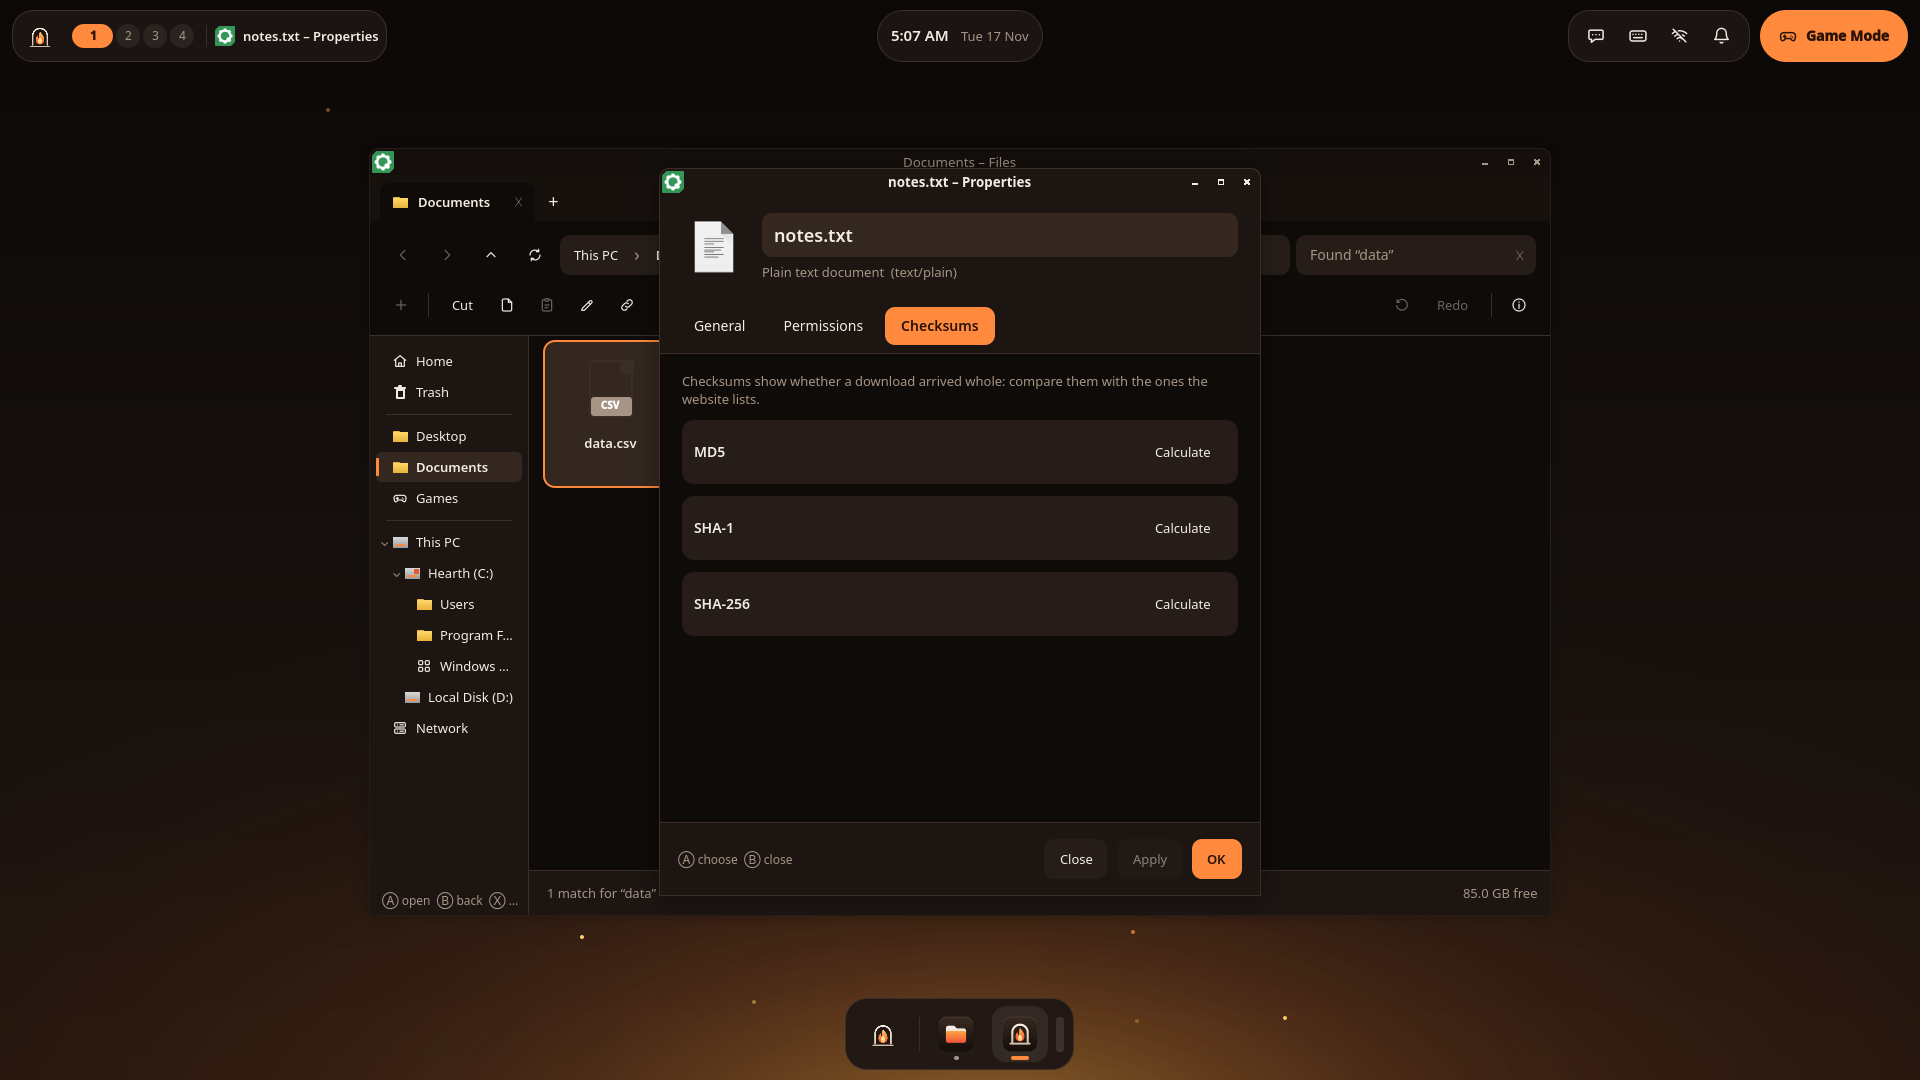 1 2 3 4 notes.txt – Properties
5:07 AM Tue 17 Nov
Game Mode
Documents – Files
notes.txt – Properties
Documents X +
This PC › D
Found “data” X
notes.txt
Plain text document (text/plain)
Cut
Redo
General Permissions Checksums
Home
Trash
Desktop
Documents
Games
This PC
Hearth (C:)
Users
Program F...
Windows ...
Local Disk (D:)
Network
A open B back X ...
CSV
data.csv
Checksums show whether a download arrived whole: compare them with the ones the
website lists.
MD5 Calculate
SHA-1 Calculate
SHA-256 Calculate
A choose B close
Close Apply OK
1 match for “data”
85.0 GB free